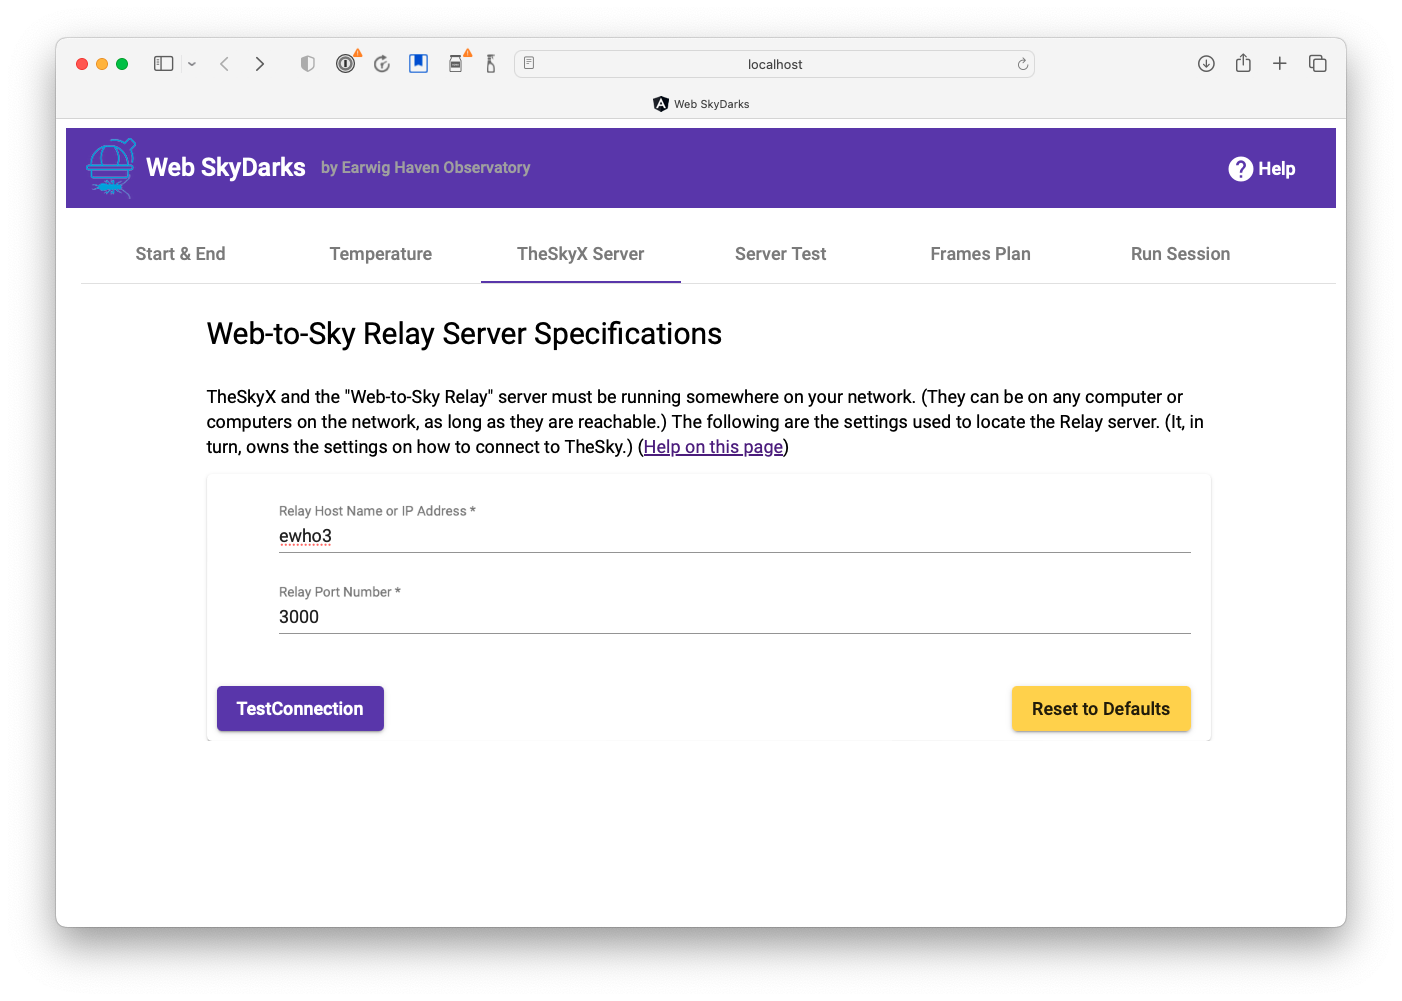 localhost
Web SkyDarks
Web SkyDarks by Earwig Haven Observatory
? Help
Start & End Temperature TheSkyX Server Server Test Frames Plan Run Session
Web-to-Sky Relay Server Specifications
TheSkyX and the "Web-to-Sky Relay" server must be running somewhere on your network. (They can be on any computer or
computers on the network, as long as they are reachable.) The following are the settings used to locate the Relay server. (It, in
turn, owns the settings on how to connect to TheSky.) (Help on this page)
Relay Host Name or IP Address *
ewho3
Relay Port Number *
3000
TestConnection Reset to Defaults